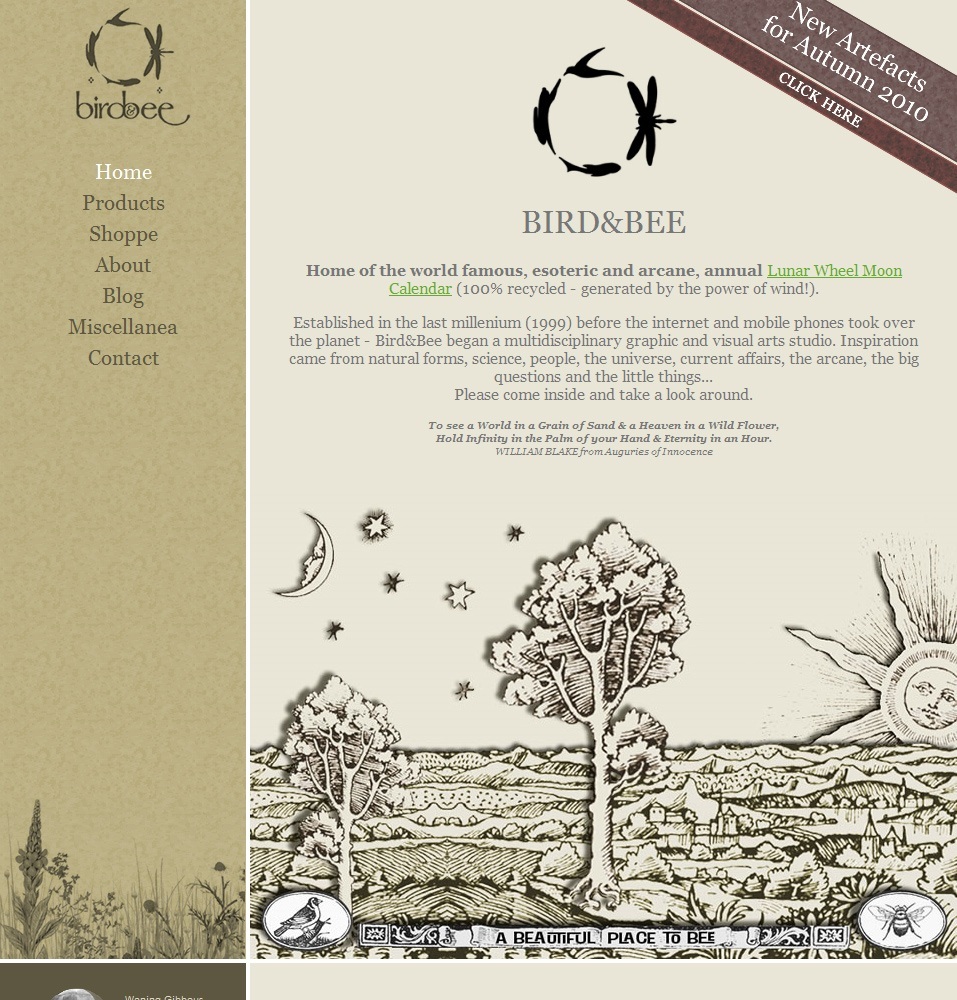 birdbee
Home
Products
Shoppe
About
Blog
Miscellanea
Contact
New Artefacts
for Autumn 2010
CLICK HERE
BIRD&BEE
Home of the world famous, esoteric and arcane, annual Lunar Wheel Moon
Calendar (100% recycled - generated by the power of wind!).
Established in the last millenium (1999) before the internet and mobile phones took over
the planet - Bird&Bee began a multidisciplinary graphic and visual arts studio. Inspiration
came from natural forms, science, people, the universe, current affairs, the arcane, the big
questions and the little things...
Please come inside and take a look around.
To see a World in a Grain of Sand & a Heaven in a Wild Flower,
Hold Infinity in the Palm of your Hand & Eternity in an Hour.
WILLIAM BLAKE from Auguries of Innocence
A BEAUTIFUL PLACE TO BEE
Waning Gibbous